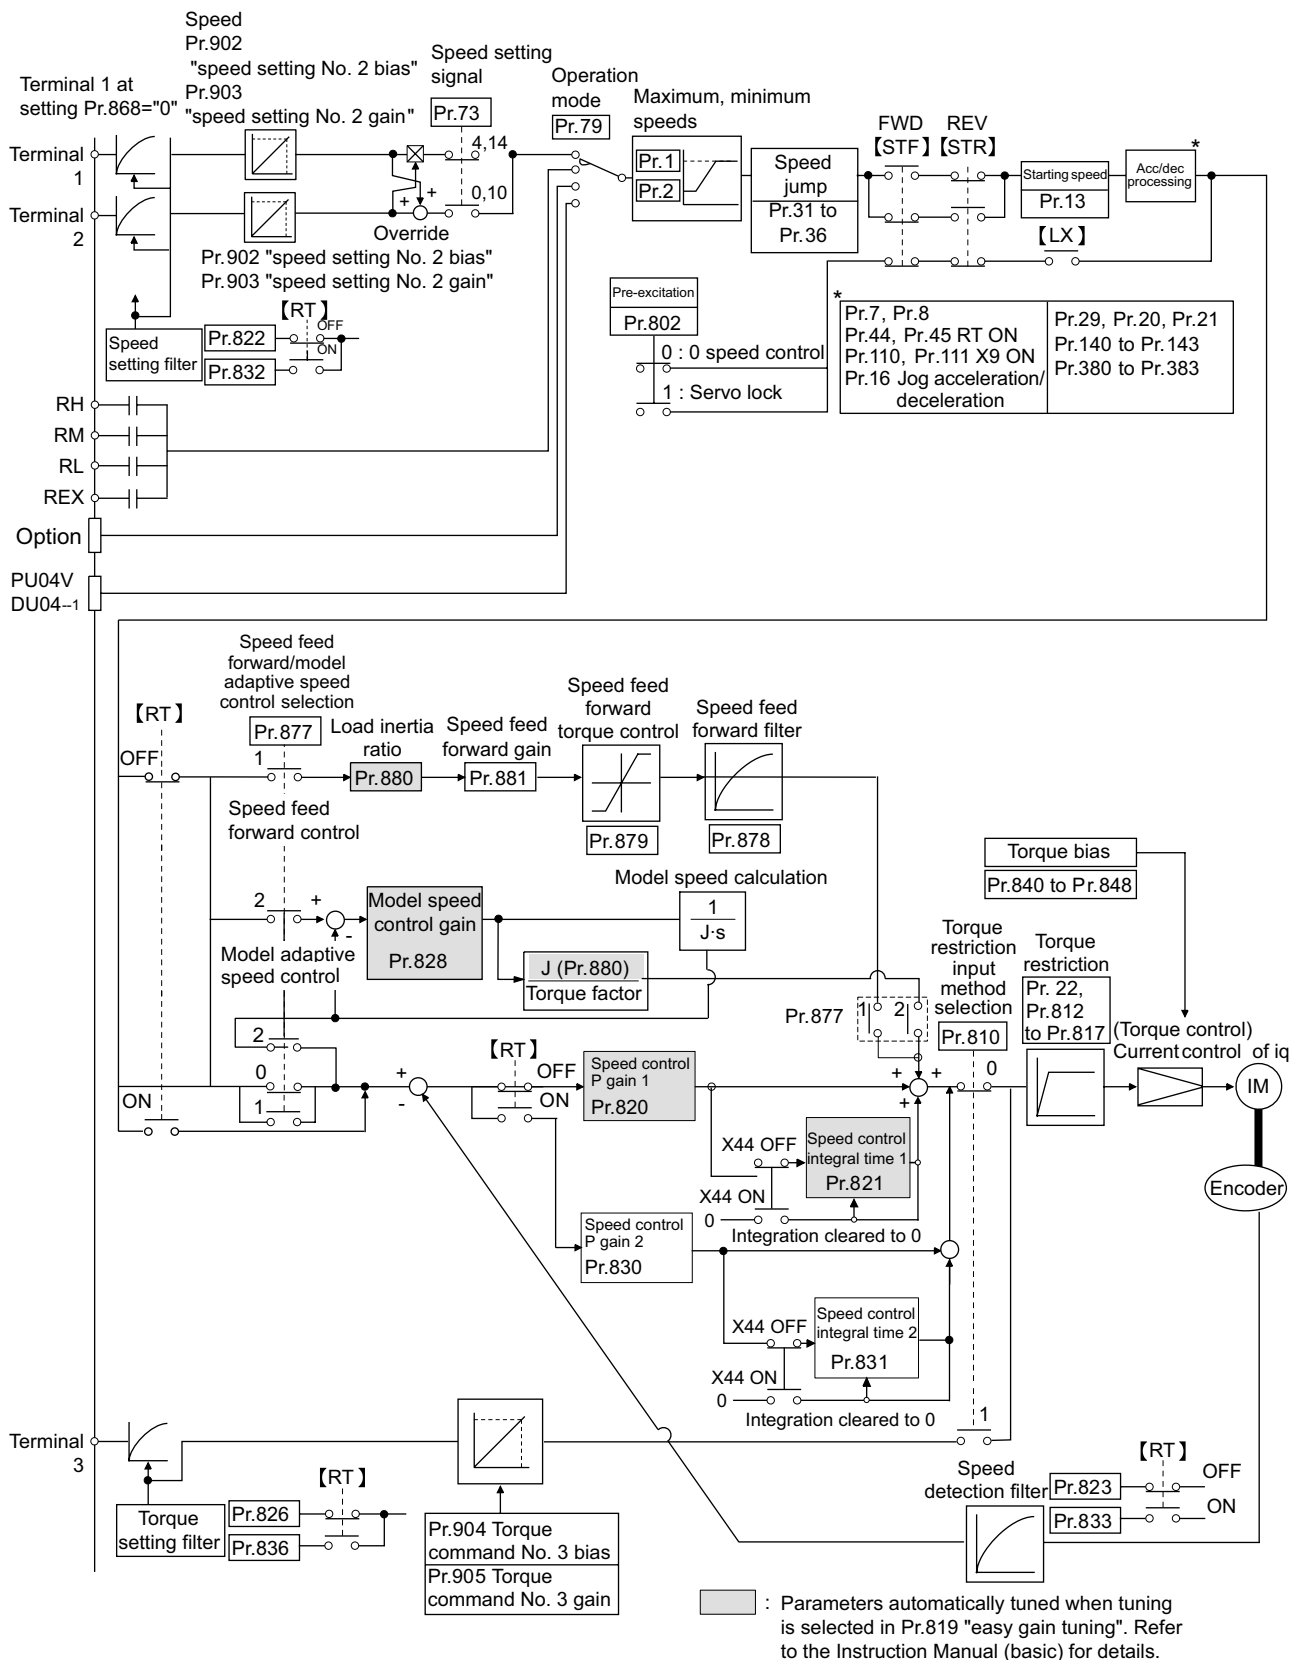 Speed
Pr.902
"speed setting No. 2 bias"
Pr.903
"speed setting No. 2 gain"
Terminal 1 at
setting Pr.868="0"
Speed setting
signal
Pr.73
4,14
0,10
Operation
mode
Pr.79
Maximum, minimum
speeds
Pr.1
Pr.2
Speed
jump
Pr.31 to
Pr.36
FWD
【STF】
REV
【STR】
Starting speed
Pr.13
*
Acc/dec
processing
Terminal
1
Terminal
2
+
+
Override
Pr.902 "speed setting No. 2 bias"
Pr.903 "speed setting No. 2 gain"
【LX】
Speed
setting filter
【RT】
Pr.822
OFF
ON
Pr.832
Pre-excitation
Pr.802
0 : 0 speed control
1 : Servo lock
*
Pr.7, Pr.8
Pr.44, Pr.45 RT ON
Pr.110, Pr.111 X9 ON
Pr.16 Jog acceleration/
deceleration
Pr.29, Pr.20, Pr.21
Pr.140 to Pr.143
Pr.380 to Pr.383
RH
RM
RL
REX
Option
PU04V
DU04--1
Speed feed
forward/model
adaptive speed
control selection
Pr.877
【RT】
OFF
1
Load inertia
ratio
Pr.880
Speed feed
forward gain
Pr.881
Speed feed
forward
torque control
Pr.879
Speed feed
forward filter
Pr.878
Speed feed
forward control
2
+
-
Model speed
control gain
Pr.828
Model speed calculation
1
J·s
Model adaptive
speed control
J (Pr.880)
Torque factor
Torque bias
Pr.840 to Pr.848
Pr.877
1
2
Torque
restriction
input
method
selection
Pr.810
Torque
restriction
Pr. 22,
Pr.812
to Pr.817
(Torque control)
Current control of iq
IM
Encoder
2
0
1
ON
+
-
【RT】
OFF
ON
Speed control
P gain 1
Pr.820
+
+
+
0
X44 OFF
Speed control
integral time 1
Pr.821
X44 ON
0
Integration cleared to 0
Speed control
P gain 2
Pr.830
X44 OFF
Speed control
integral time 2
Pr.831
X44 ON
0
Integration cleared to 0
1
Terminal
3
Torque
setting filter
【RT】
Pr.826
Pr.836
Pr.904 Torque
command No. 3 bias
Pr.905 Torque
command No. 3 gain
Speed
detection filter
【RT】
Pr.823
OFF
Pr.833
ON
: Parameters automatically tuned when tuning
is selected in Pr.819 "easy gain tuning". Refer
to the Instruction Manual (basic) for details.